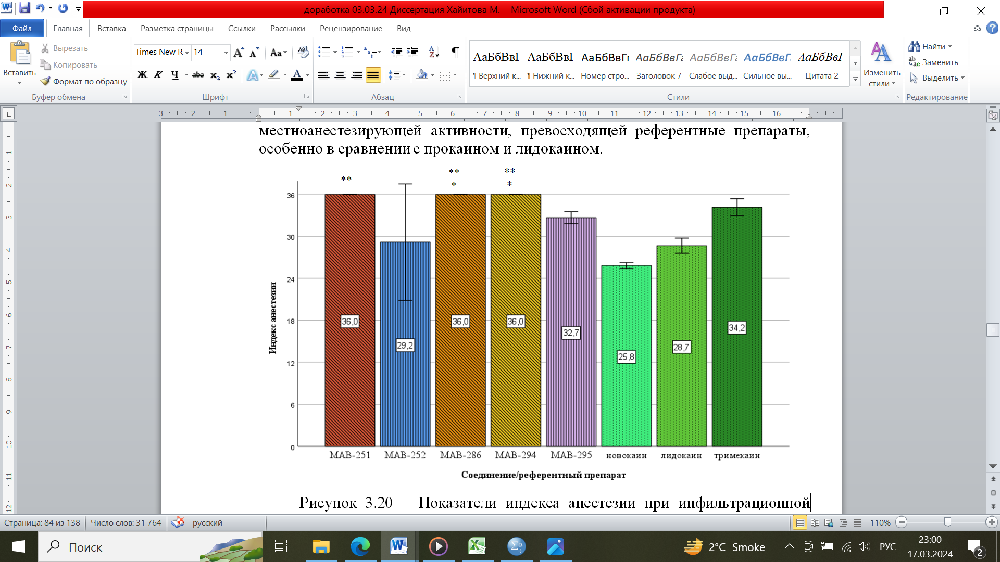 доработка 03.03.24 Диссертация Хайитова М. - Microsoft Word (Сбой активации продукта)
Файл Главная Вставка Разметка страницы Ссылки Рассылки Рецензирование Вид
Вставить
Вырезать
Копировать
Формат по образцу
Буфер обмена
Times New R 14
Ж К Ч abc x₂ x²
Шрифт
Абзац
АаБбВвГ АаБбВвГ АаБбВвГг АаБбВвГг АаБбВвГг АаБбВвГг АаБбВвГ
¶ Верхний к... ¶ Нижний к... Номер стро... Заголовок 7 Слабое выд... Сильное вы... Цитата 2
Стили
Изменить стили
Найти
Заменить
Выделить
Редактирование
3 2 1 1 2 3 4 5 6 7 8 9 10 11 12 13 14 15 16
местноанестезирующей активности, превосходящей референтные препараты,
особенно в сравнении с прокаином и лидокаином.
** ** **
* *
36
30
24
18
12
6
0
Индекс анестезии
36,0 29,2 36,0 36,0 32,7 25,8 28,7 34,2
МАВ-251 МАВ-252 МАВ-286 МАВ-294 МАВ-295 новокаин лидокаин тримекаин
Соединение/референтный препарат
Рисунок 3.20 – Показатели индекса анестезии при инфильтрационной
Страница: 84 из 138 Число слов: 31 764 русский 110%
Поиск
2°C Smoke
РУС
23:00
17.03.2024
2